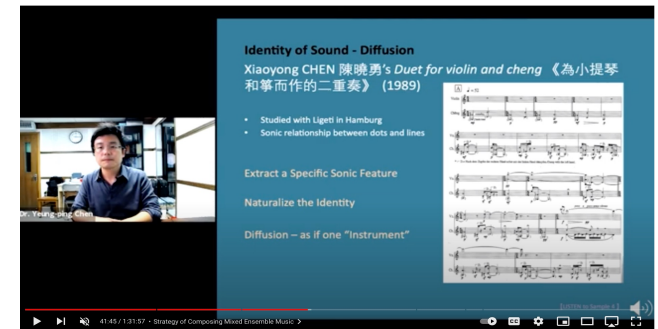 Identity of Sound - Diffusion
Xiaoyong CHEN 陳曉勇's Duet for violin and cheng 《為小提琴
和箏而作的二重奏》 (1989)
• Studied with Ligeti in Hamburg
• Sonic relationship between dots and lines
Extract a Specific Sonic Feature
Naturalize the Identity
Diffusion – as if one "Instrument"
A
Dr. Yeung-ping Chen
41:45 / 1:31:57 • Strategy of Composing Mixed Ensemble Music >
CC